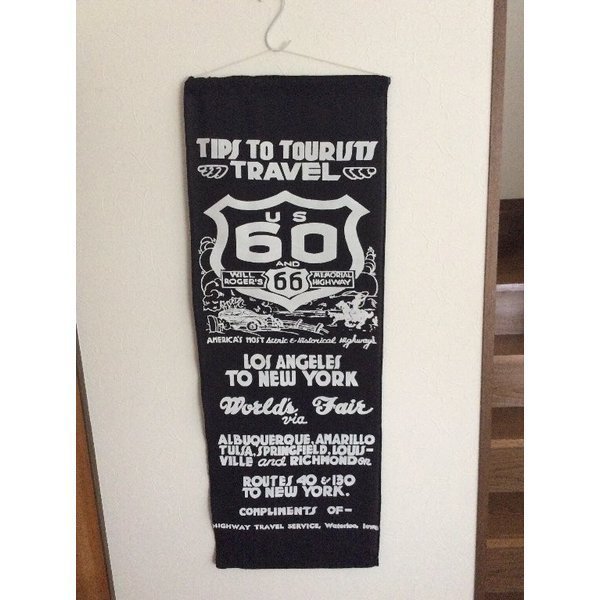 TIPS TO TOURISTS
TRAVEL
US
60
AND
WILL ROGER'S 66 MEMORIAL HIGHWAY
AMERICA'S MOST Scenic & Historical Highways
LOS ANGELES
TO NEW YORK
World's Fair
via
ALBUQUERQUE, AMARILLO
TULSA, SPRINGFIELD, LOUIS-
VILLE and RICHMOND or
ROUTES 40 & 130
TO NEW YORK.
COMPLIMENTS OF-
HIGHWAY TRAVEL SERVICE, Waterloo, Iowa